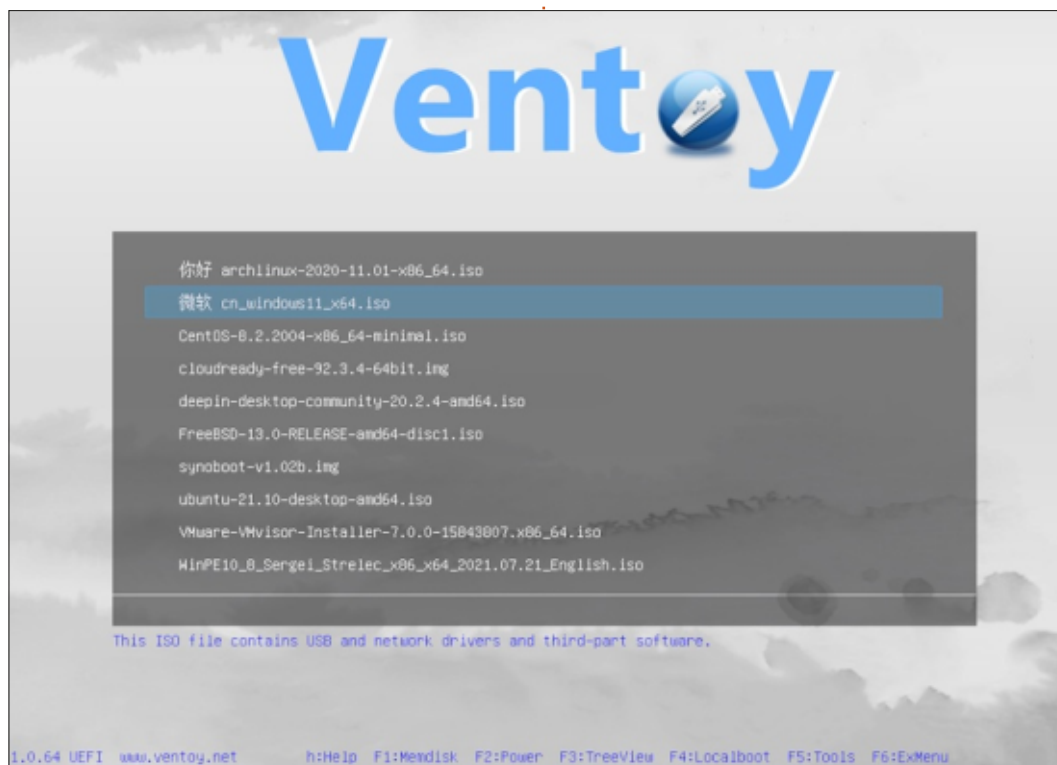 Ventoy
你好 archlinux-2020-11.01-x86_64.iso
微软 cn_windows11_x64.iso
CentOS-8.2.2004-x86_64-minimal.iso
cloudready-free-92.3.4-64bit.img
deepin-desktop-community-20.2.4-amd64.iso
FreeBSD-13.0-RELEASE-amd64-disc1.iso
synoboot-v1.02b.img
ubuntu-21.10-desktop-amd64.iso
VMware-VMvisor-Installer-7.0.0-15843807.x86_64.iso
WinPE10_8_Sergei_Strelec_x86_x64_2021.07.21_English.iso
This ISO file contains USB and network drivers and third-part software.
1.0.64 UEFI www.ventoy.net h:Help F1:Memdisk F2:Power F3:TreeView F4:Localboot F5:Tools F6:ExMenu